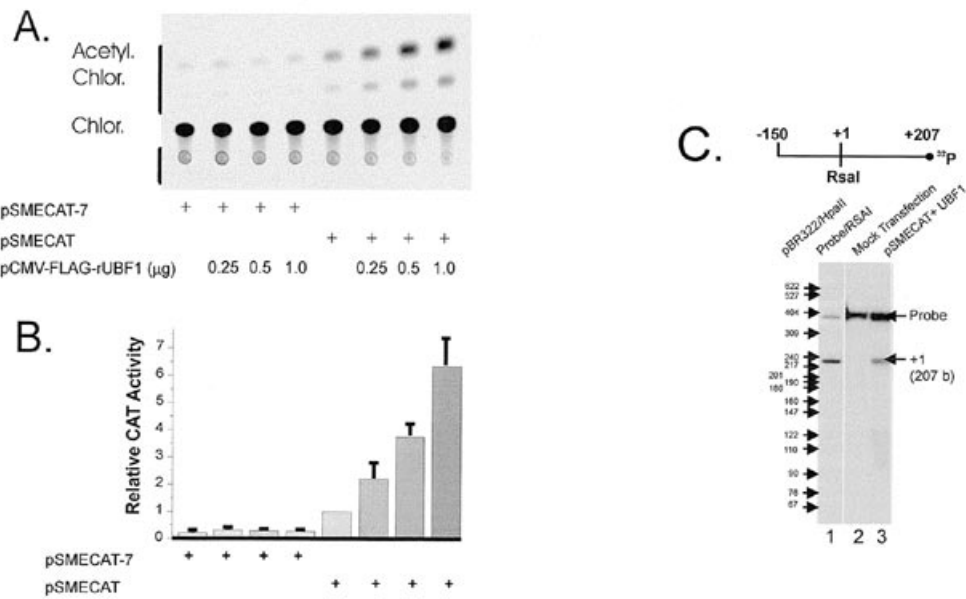 A.
Acetyl.
Chlor.
Chlor.
pSMECAT-7 + + + +
pSMECAT + + + +
pCMV-FLAG-rUBF1 (µg) 0.25 0.5 1.0 0.25 0.5 1.0
B.
Relative CAT Activity
7
6
5
4
3
2
1
0
pSMECAT-7 + + + +
pSMECAT + + + +
C.
-150 +1 +207
³²P
RsaI
pBR322/HpaII
Probe/RSAI
Mock Transfection
pSMECAT+ UBF1
622
527
404
309
240
217
201
190
180
160
147
122
110
90
76
67
Probe
+1
(207 b)
1 2 3